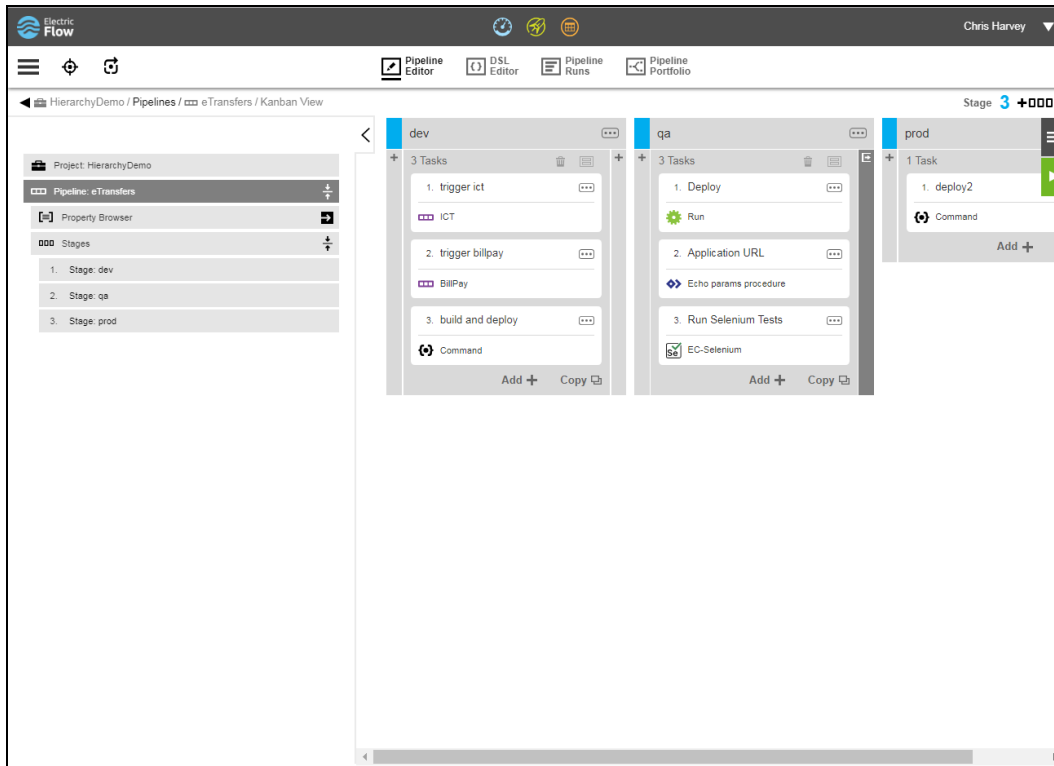 Electric
Flow
Chris Harvey
Pipeline
Editor
DSL
Editor
Pipeline
Runs
Pipeline
Portfolio
HierarchyDemo / Pipelines / eTransfers / Kanban View
Stage 3
Project: HierarchyDemo
Pipeline: eTransfers
Property Browser
Stages
1. Stage: dev
2. Stage: qa
3. Stage: prod
dev
3 Tasks
1. trigger ict
ICT
2. trigger billpay
BillPay
3. build and deploy
Command
Add Copy
qa
3 Tasks
1. Deploy
Run
2. Application URL
Echo params procedure
3. Run Selenium Tests
Se EC-Selenium
Add Copy
prod
1 Task
1. deploy2
Command
Add